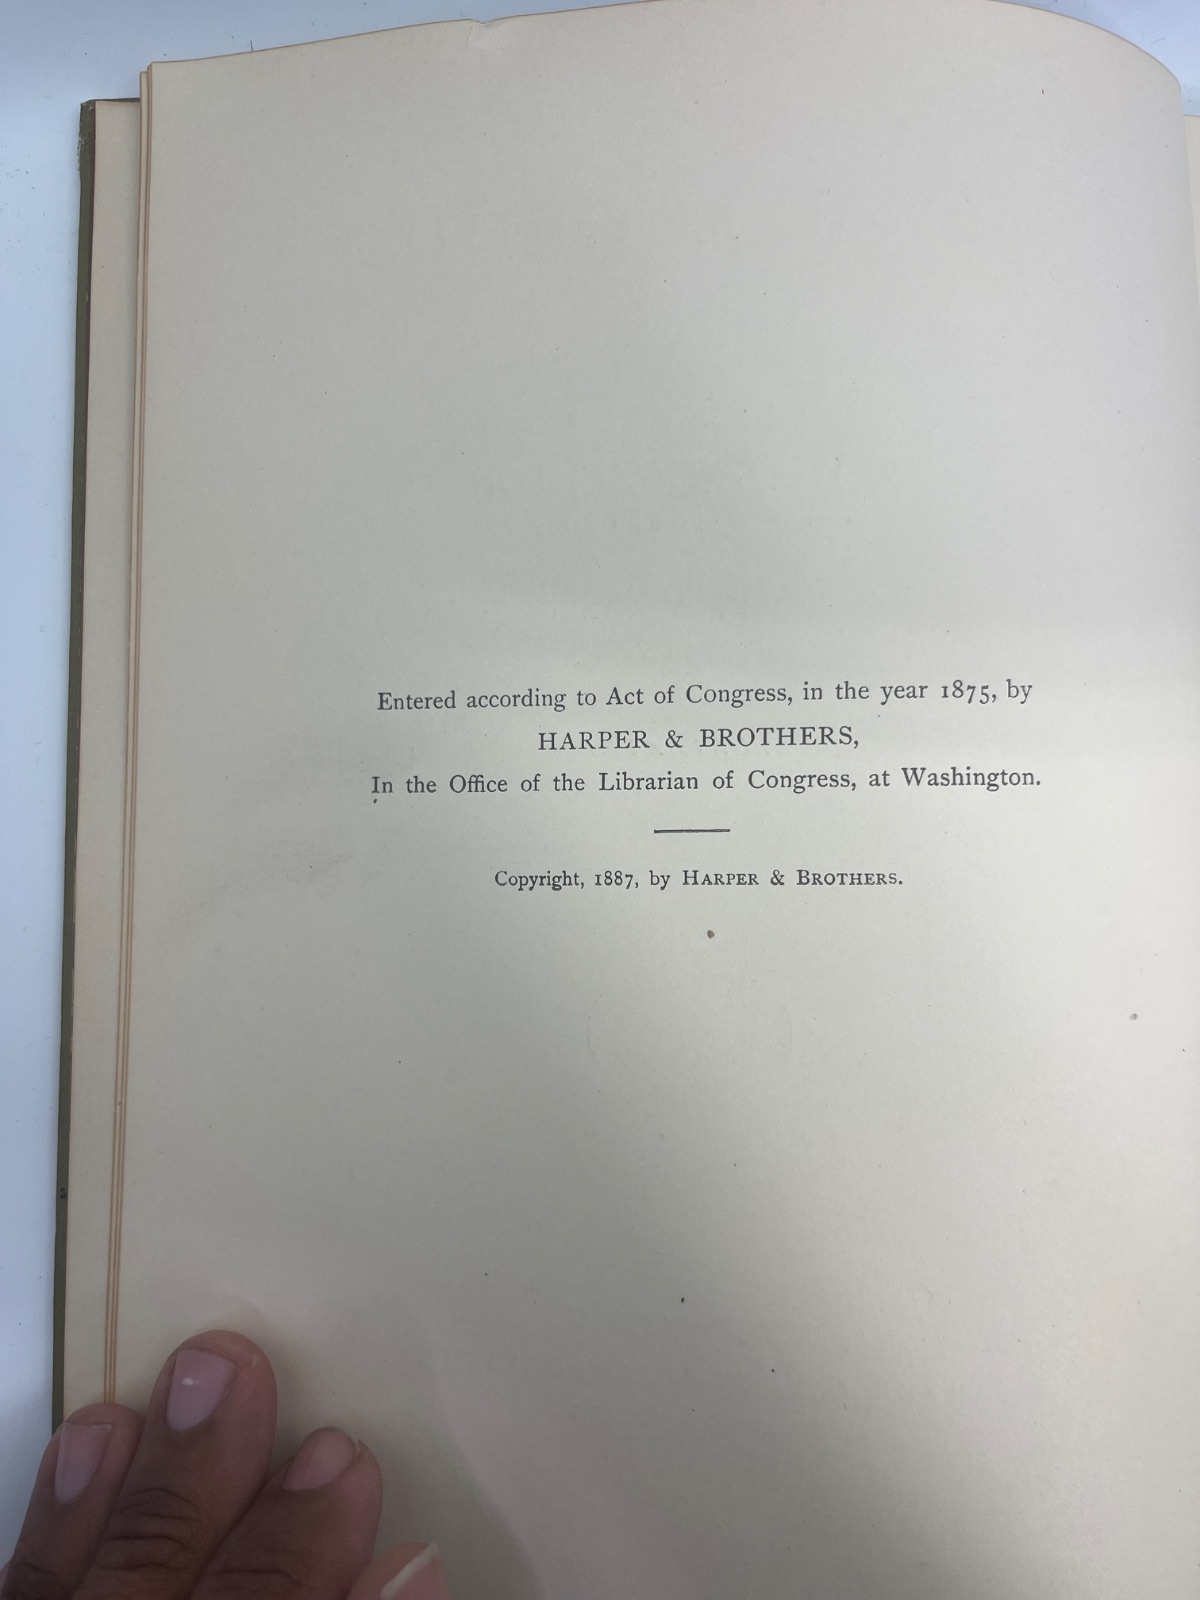 Entered according to Act of Congress, in the year 1875, by
HARPER & BROTHERS,
In the Office of the Librarian of Congress, at Washington.
Copyright, 1887, by HARPER & BROTHERS.